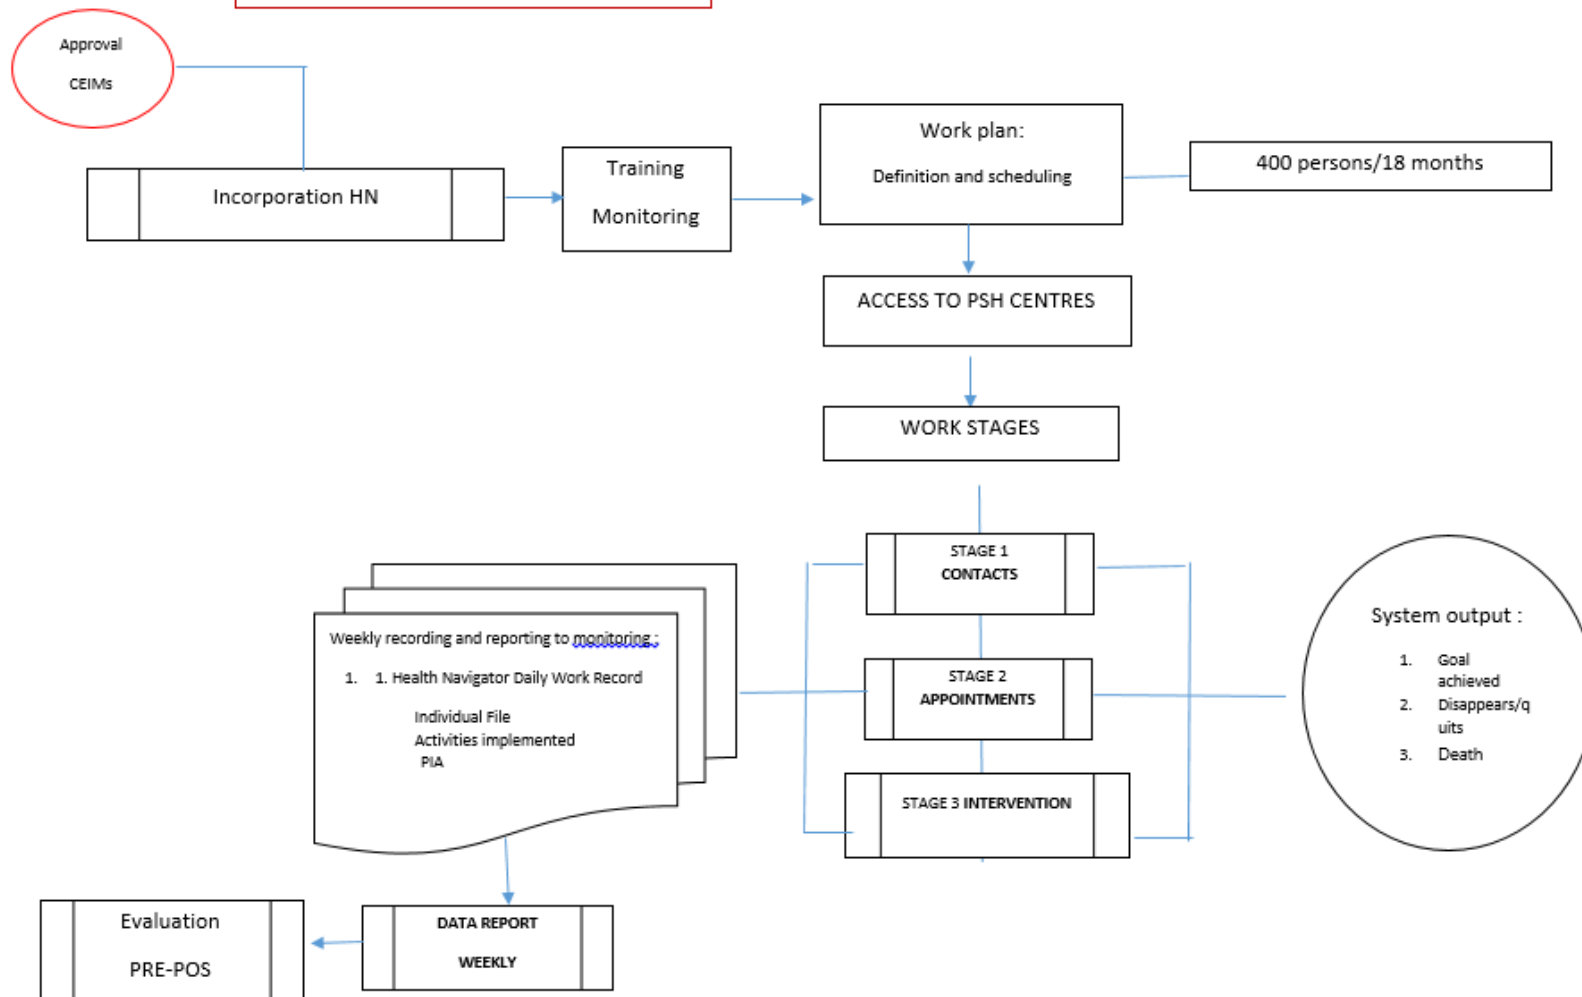 Approval
CEIMs
Incorporation HN
Training
Monitoring
Work plan:
Definition and scheduling
400 persons/18 months
ACCESS TO PSH CENTRES
WORK STAGES
STAGE 1
CONTACTS
STAGE 2
APPOINTMENTS
STAGE 3 INTERVENTION
Weekly recording and reporting to monitoring :
1. 1. Health Navigator Daily Work Record
Individual File
Activities implemented
PIA
System output :
1. Goal
achieved
2. Disappears/q
uits
3. Death
DATA REPORT
WEEKLY
Evaluation
PRE-POS